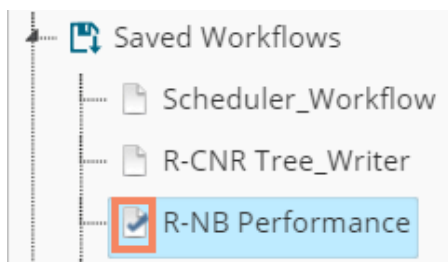 Saved Workflows
Scheduler_Workflow
R-CNR Tree_Writer
R-NB Performance